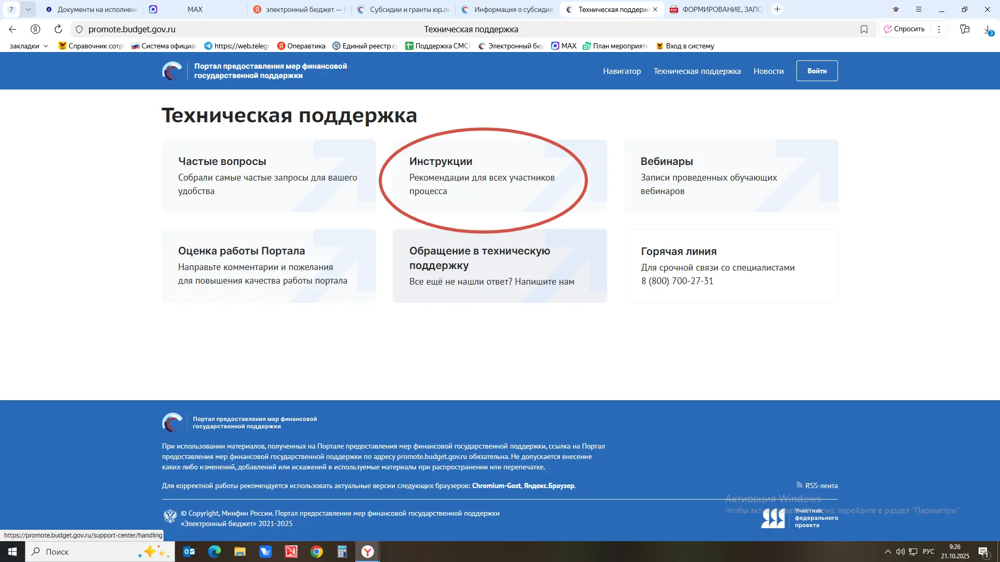 7
Документы на исполнени
MAX
электронный бюджет —
Субсидии и гранты юр.ли
Информация о субсидия
Техническая поддержк
ФОРМИРОВАНИЕ, ЗАПО
promote.budget.gov.ru
Техническая поддержка
Спросить
3
закладки
Справочник сотр
Система официал
https://web.telegr
Операвтика
Единый реестр су
Поддержка СМСГ
Электронный бю
MAX
План мероприяти
Вход в систему
Портал предоставления мер финансовой
государственной поддержки
Навигатор
Техническая поддержка
Новости
Войти
Техническая поддержка
Частые вопросы
Собрали самые частые запросы для вашего
удобства
Инструкции
Рекомендации для всех участников
процесса
Вебинары
Записи проведенных обучающих
вебинаров
Оценка работы Портала
Направьте комментарии и пожелания
для повышения качества работы портала
Обращение в техническую
поддержку
Все ещё не нашли ответ? Напишите нам
Горячая линия
Для срочной связи со специалистами
8 (800) 700-27-31
Портал предоставления мер финансовой
государственной поддержки
При использовании материалов, полученных на Портале предоставления мер финансовой государственной поддержки, ссылка на Портал
предоставления мер финансовой государственной поддержки по адресу promote.budget.gov.ru обязательна. Не допускается внесение
каких-либо изменений, добавлений или искажений в используемые материалы при распространении или перепечатке.
Для корректной работы рекомендуется использовать актуальные версии следующих браузеров: Chromium-Gost, Яндекс.Браузер.
RSS-лента
Активация Windows
Чтобы активировать Windows, перейдите в раздел "Параметры".
© Copyright, Минфин России. Портал предоставления мер финансовой государственной поддержки
«Электронный бюджет» 2021-2025
Участник
федерального
проекта
https://promote.budget.gov.ru/support-center/handling
Поиск
РУС
9:26
21.10.2025
1